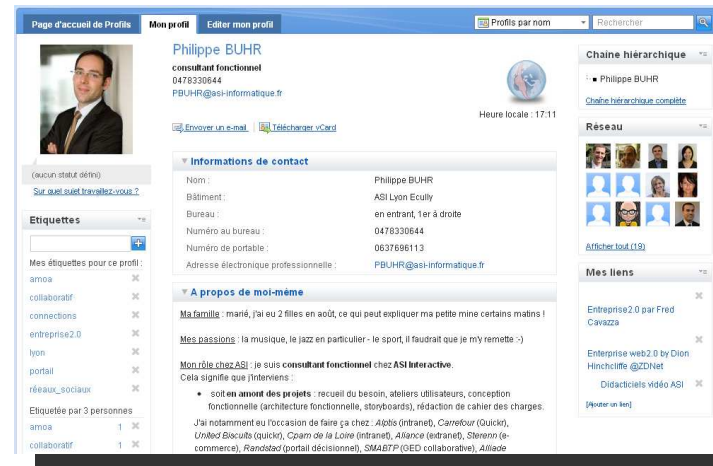 Page d'accueil de Profils
Mon profil
Editer mon profil
Profils par nom
Rechercher
(aucun statut défini)
Sur quel sujet travaillez-vous ?
Etiquettes
Mes étiquettes pour ce profil :
amoa
collaboratif
connections
entreprise2.0
lyon
portail
réeaux_sociaux
Etiquetée par 3 personnes
amoa 1
collaboratif 1
Philippe BUHR
consultant fonctionnel
0478330644
PBUHR@asi-informatique.fr
Heure locale : 17:11
Envoyer un e-mail
Télécharger vCard
Informations de contact
Nom : Philippe BUHR
Bâtiment : ASI Lyon Ecully
Bureau : en entrant, 1er à droite
Numéro au bureau : 0478330644
Numéro de portable : 0637696113
Adresse électronique professionnelle : PBUHR@asi-informatique.fr
A propos de moi-même
Ma famille : marié, j'ai eu 2 filles en août, ce qui peut expliquer ma petite mine certains matins !
Mes passions : la musique, le jazz en particulier - le sport, il faudrait que je m'y remette :-)
Mon rôle chez ASI : je suis consultant fonctionnel chez ASI Interactive.
Cela signifie que j'interviens :
• soit en amont des projets : recueil du besoin, ateliers utilisateurs, conception
fonctionnelle (architecture fonctionnelle, storyboards), rédaction de cahier des charges.
J'ai notamment eu l'occasion de faire ça chez : Alptis (intranet), Carrefour (Quickr),
United Biscuits (quickr), Cpam de la Loire (intranet), Aliance (extranet), Sterenn (e-
commerce), Randstad (portail décisionnel), SMABTP (GED collaborative), Alliade
Chaîne hiérarchique
Philippe BUHR
Chaîne hiérarchique complète
Réseau
Afficher tout (19)
Mes liens
Entreprise2.0 par Fred
Cavazza
Enterprise web2.0 by Dion
Hinchcliffe @ZDNet
Didacticiels vidéo ASI
[Ajouter un lien]